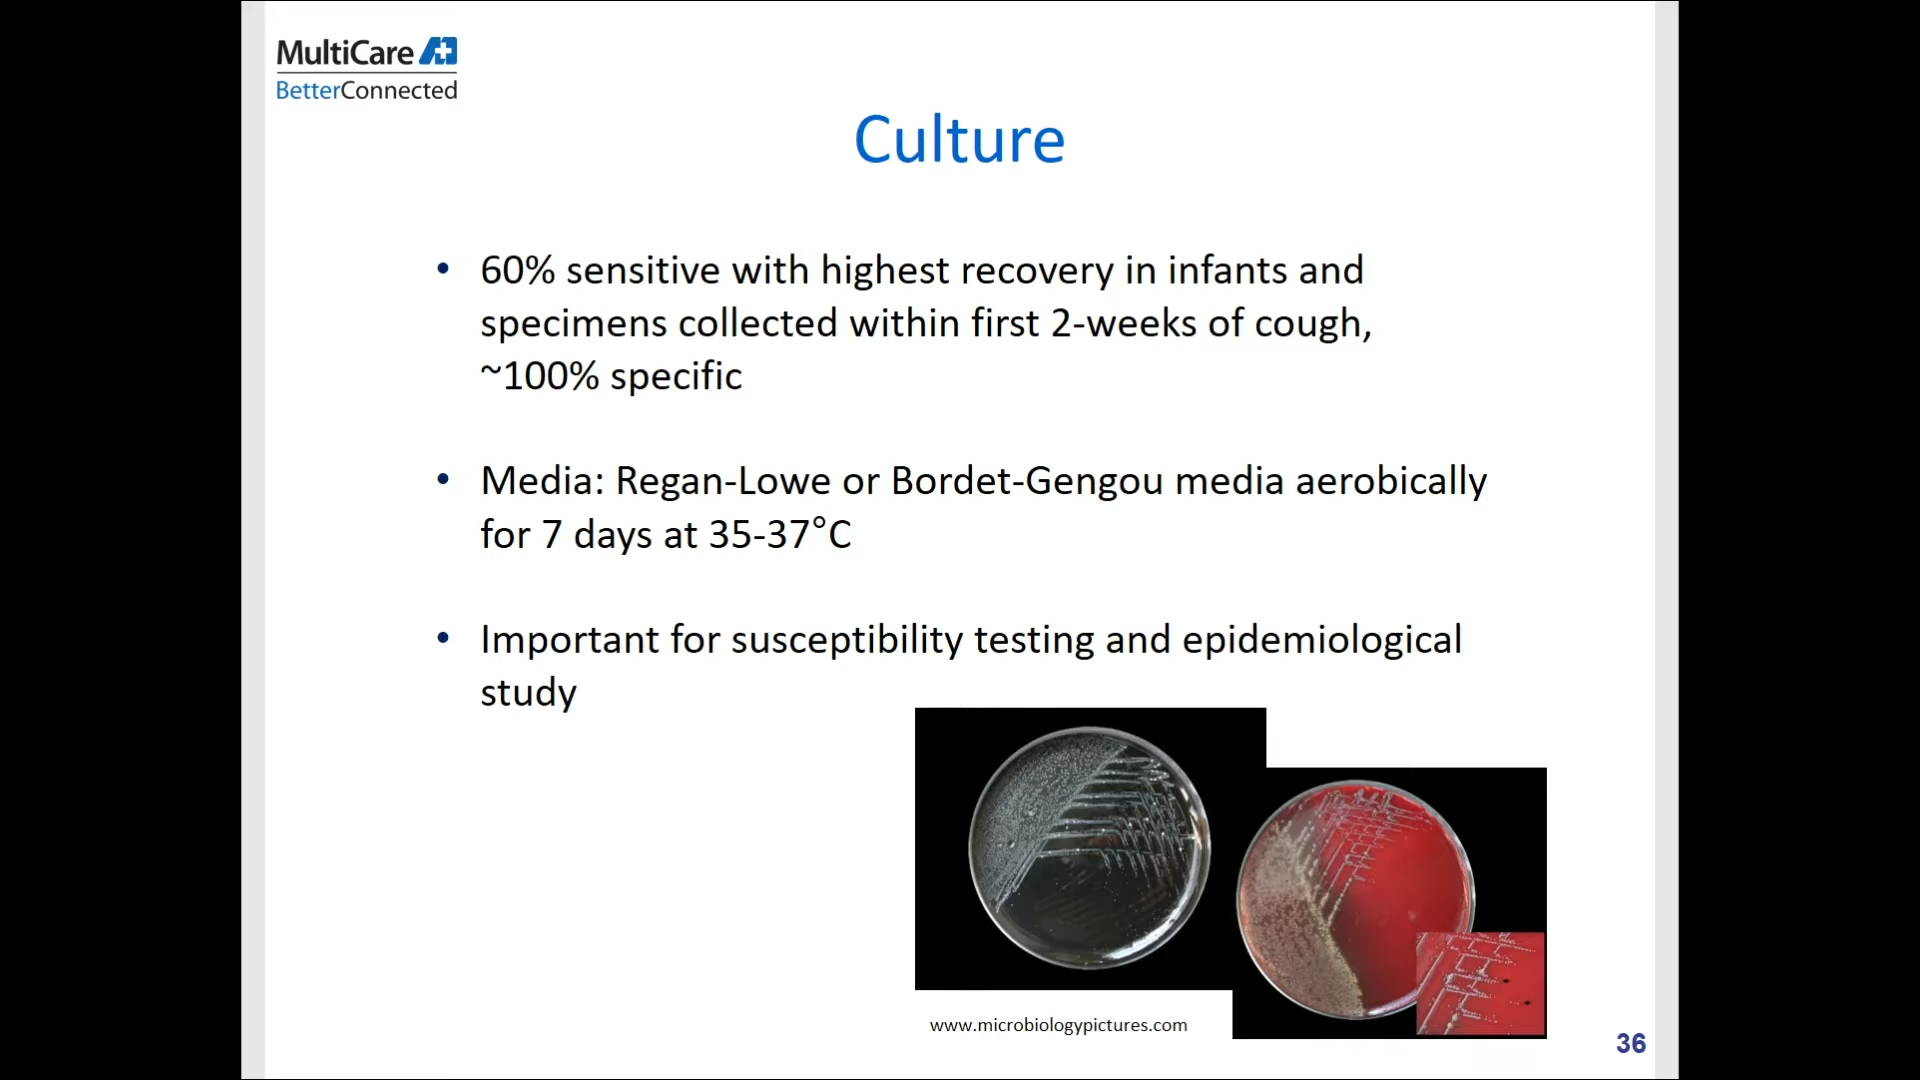 MultiCare
BetterConnected
Culture
• 60% sensitive with highest recovery in infants and
specimens collected within first 2-weeks of cough,
~100% specific
• Media: Regan-Lowe or Bordet-Gengou media aerobically
for 7 days at 35-37°C
• Important for susceptibility testing and epidemiological
study
www.microbiologypictures.com
36